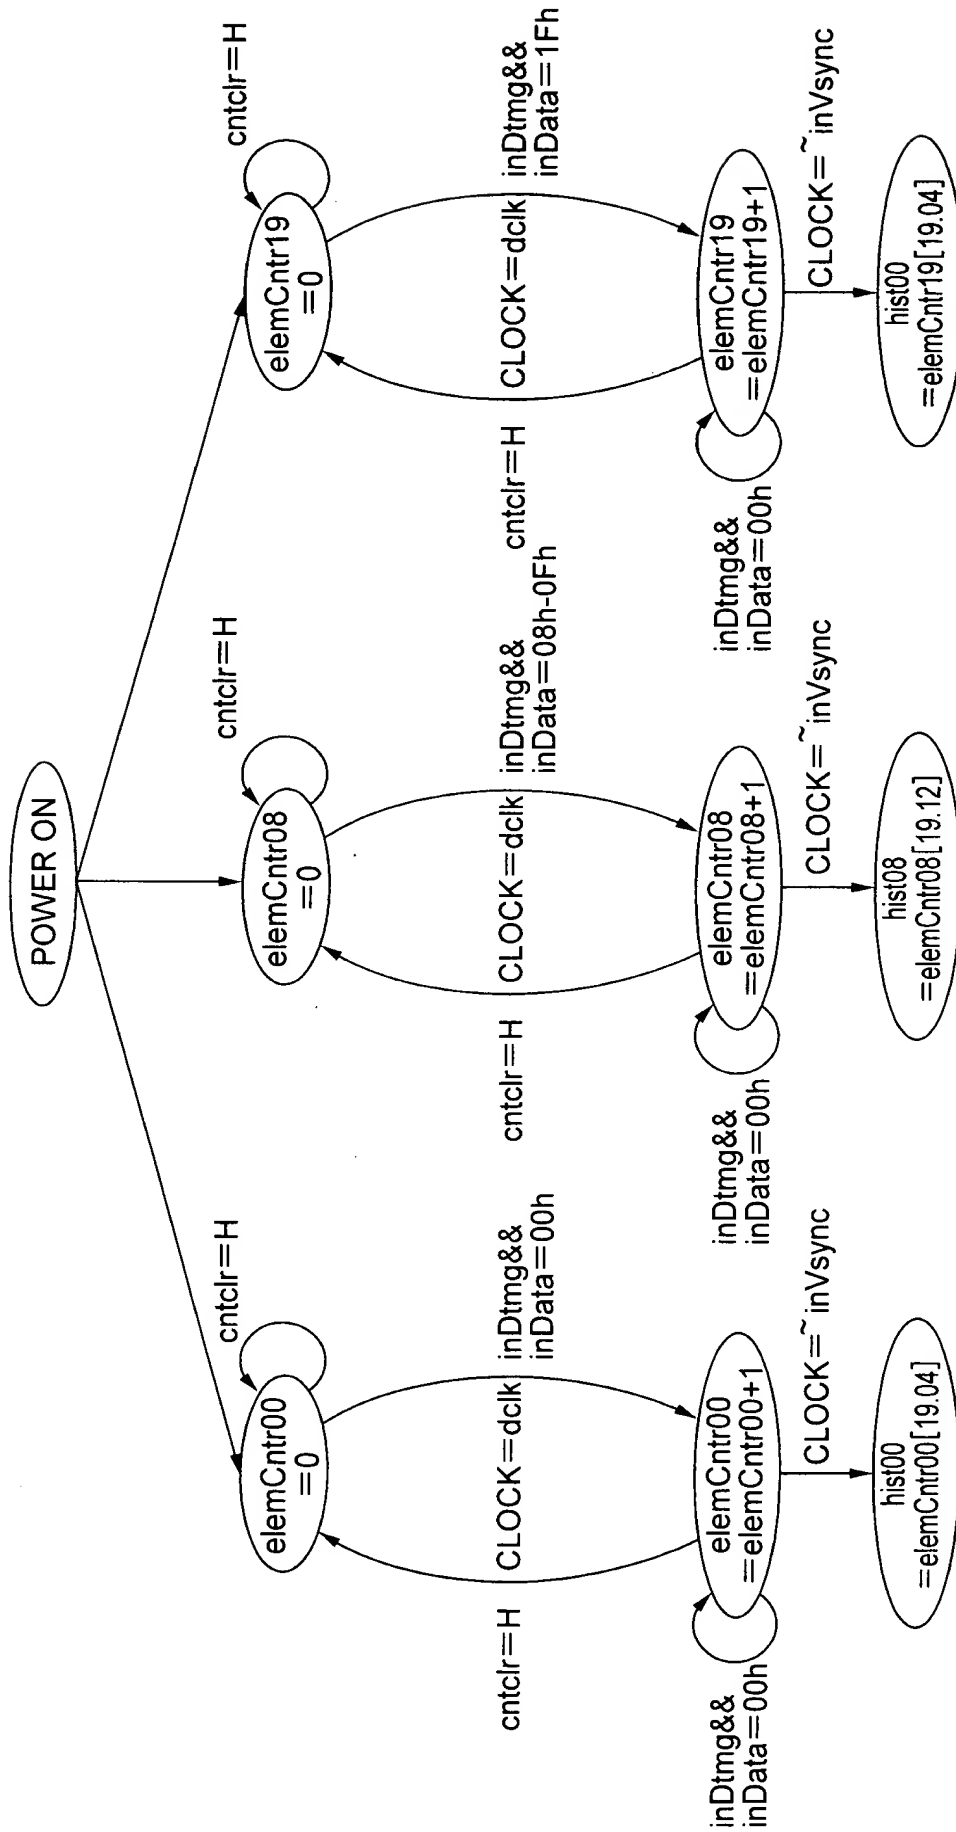 POWER ON
cntclr=H
elemCntr00
=0
cntclr=H
CLOCK=dclk
inDtmg&&
inData=00h
inDtmg&&
inData=00h
elemCntr00
=elemCntr00+1
CLOCK=~inVsync
hist00
=elemCntr00[19.04]
cntclr=H
elemCntr08
=0
cntclr=H
CLOCK=dclk
inDtmg&&
inData=08h-0Fh
inDtmg&&
inData=00h
elemCntr08
=elemCntr08+1
CLOCK=~inVsync
hist08
=elemCntr08[19.12]
cntclr=H
elemCntr19
=0
cntclr=H
CLOCK=dclk
inDtmg&&
inData=1Fh
inDtmg&&
inData=00h
elemCntr19
=elemCntr19+1
CLOCK=~inVsync
hist00
=elemCntr19[19.04]